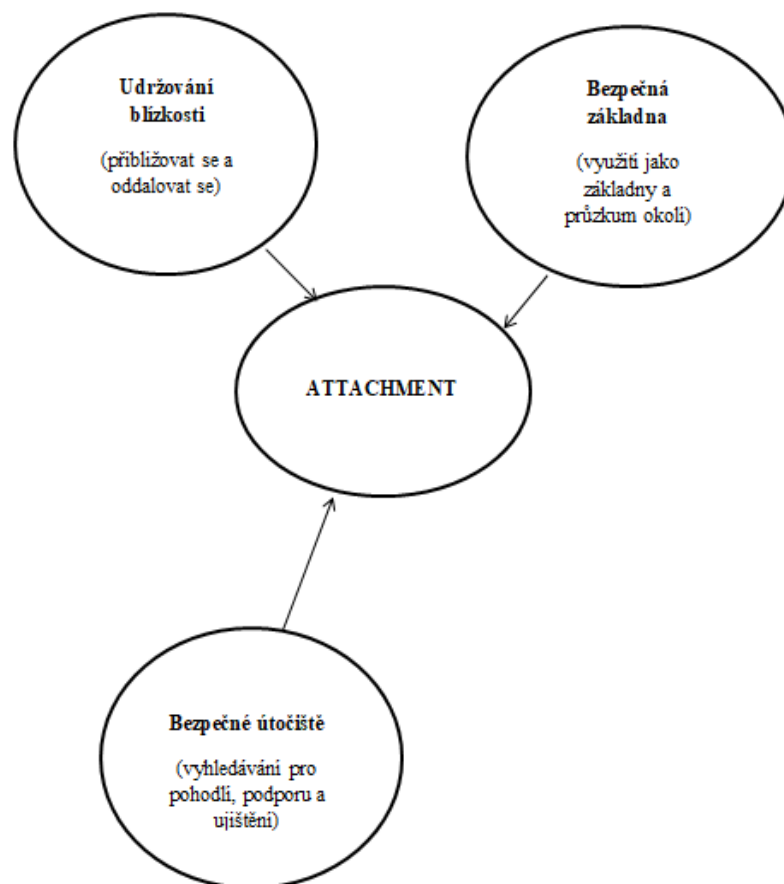 Udržování
blízkosti
(přibližovat se a
oddalovat se)
Bezpečná
základna
(využití jako
základny a
průzkum okolí)
ATTACHMENT
Bezpečné útočiště
(vyhledávání pro
pohodlí, podporu a
ujištění)